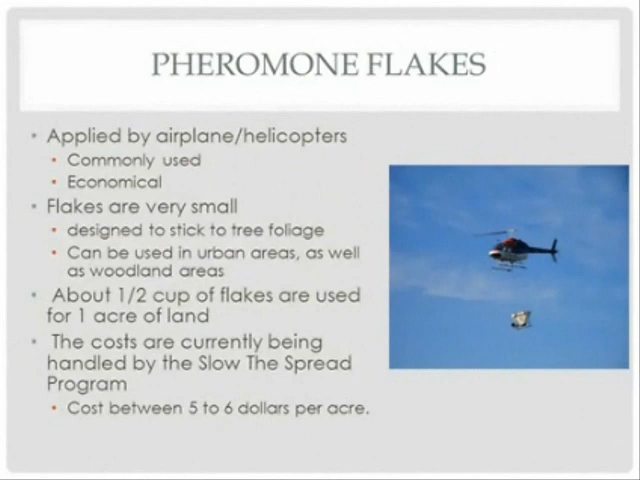 PHEROMONE FLAKES
• Applied by airplane/helicopters
• Commonly used
• Economical
• Flakes are very small
• designed to stick to tree foliage
• Can be used in urban areas, as well
as woodland areas
• About 1/2 cup of flakes are used
for 1 acre of land
• The costs are currently being
handled by the Slow The Spread
Program
• Cost between 5 to 6 dollars per acre.